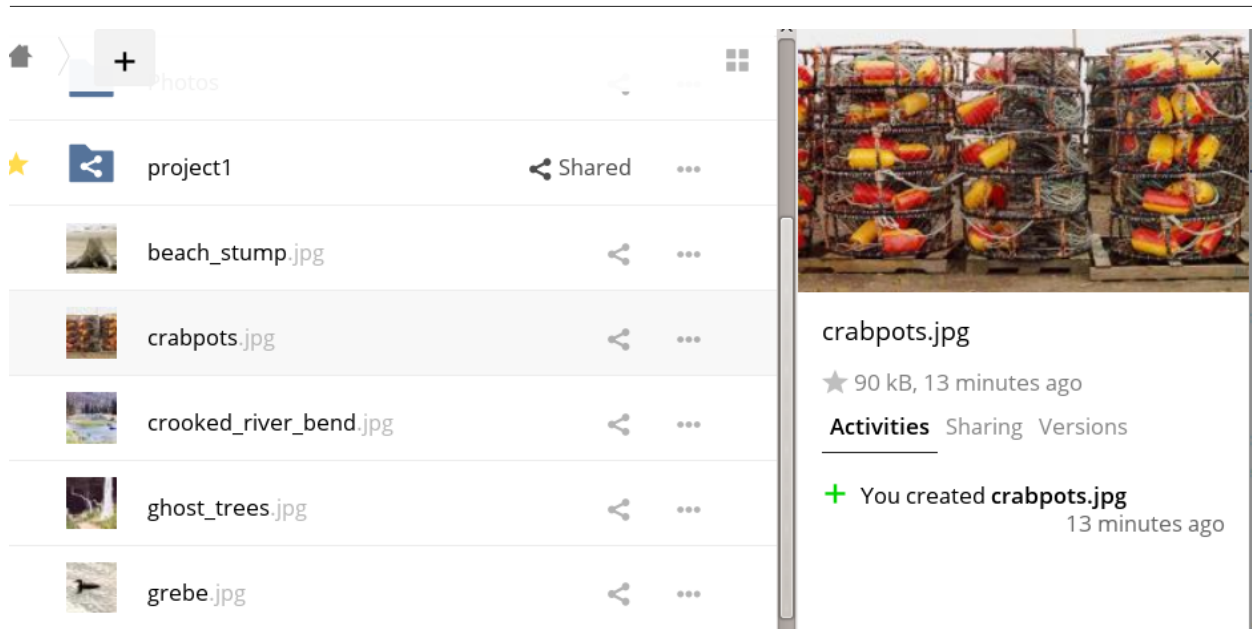 +
Photos
project1 Shared ...
beach_stump.jpg ...
crabpots.jpg ...
crooked_river_bend.jpg ...
ghost_trees.jpg ...
grebe.jpg ...
crabpots.jpg
90 kB, 13 minutes ago
Activities Sharing Versions
+ You created crabpots.jpg
13 minutes ago